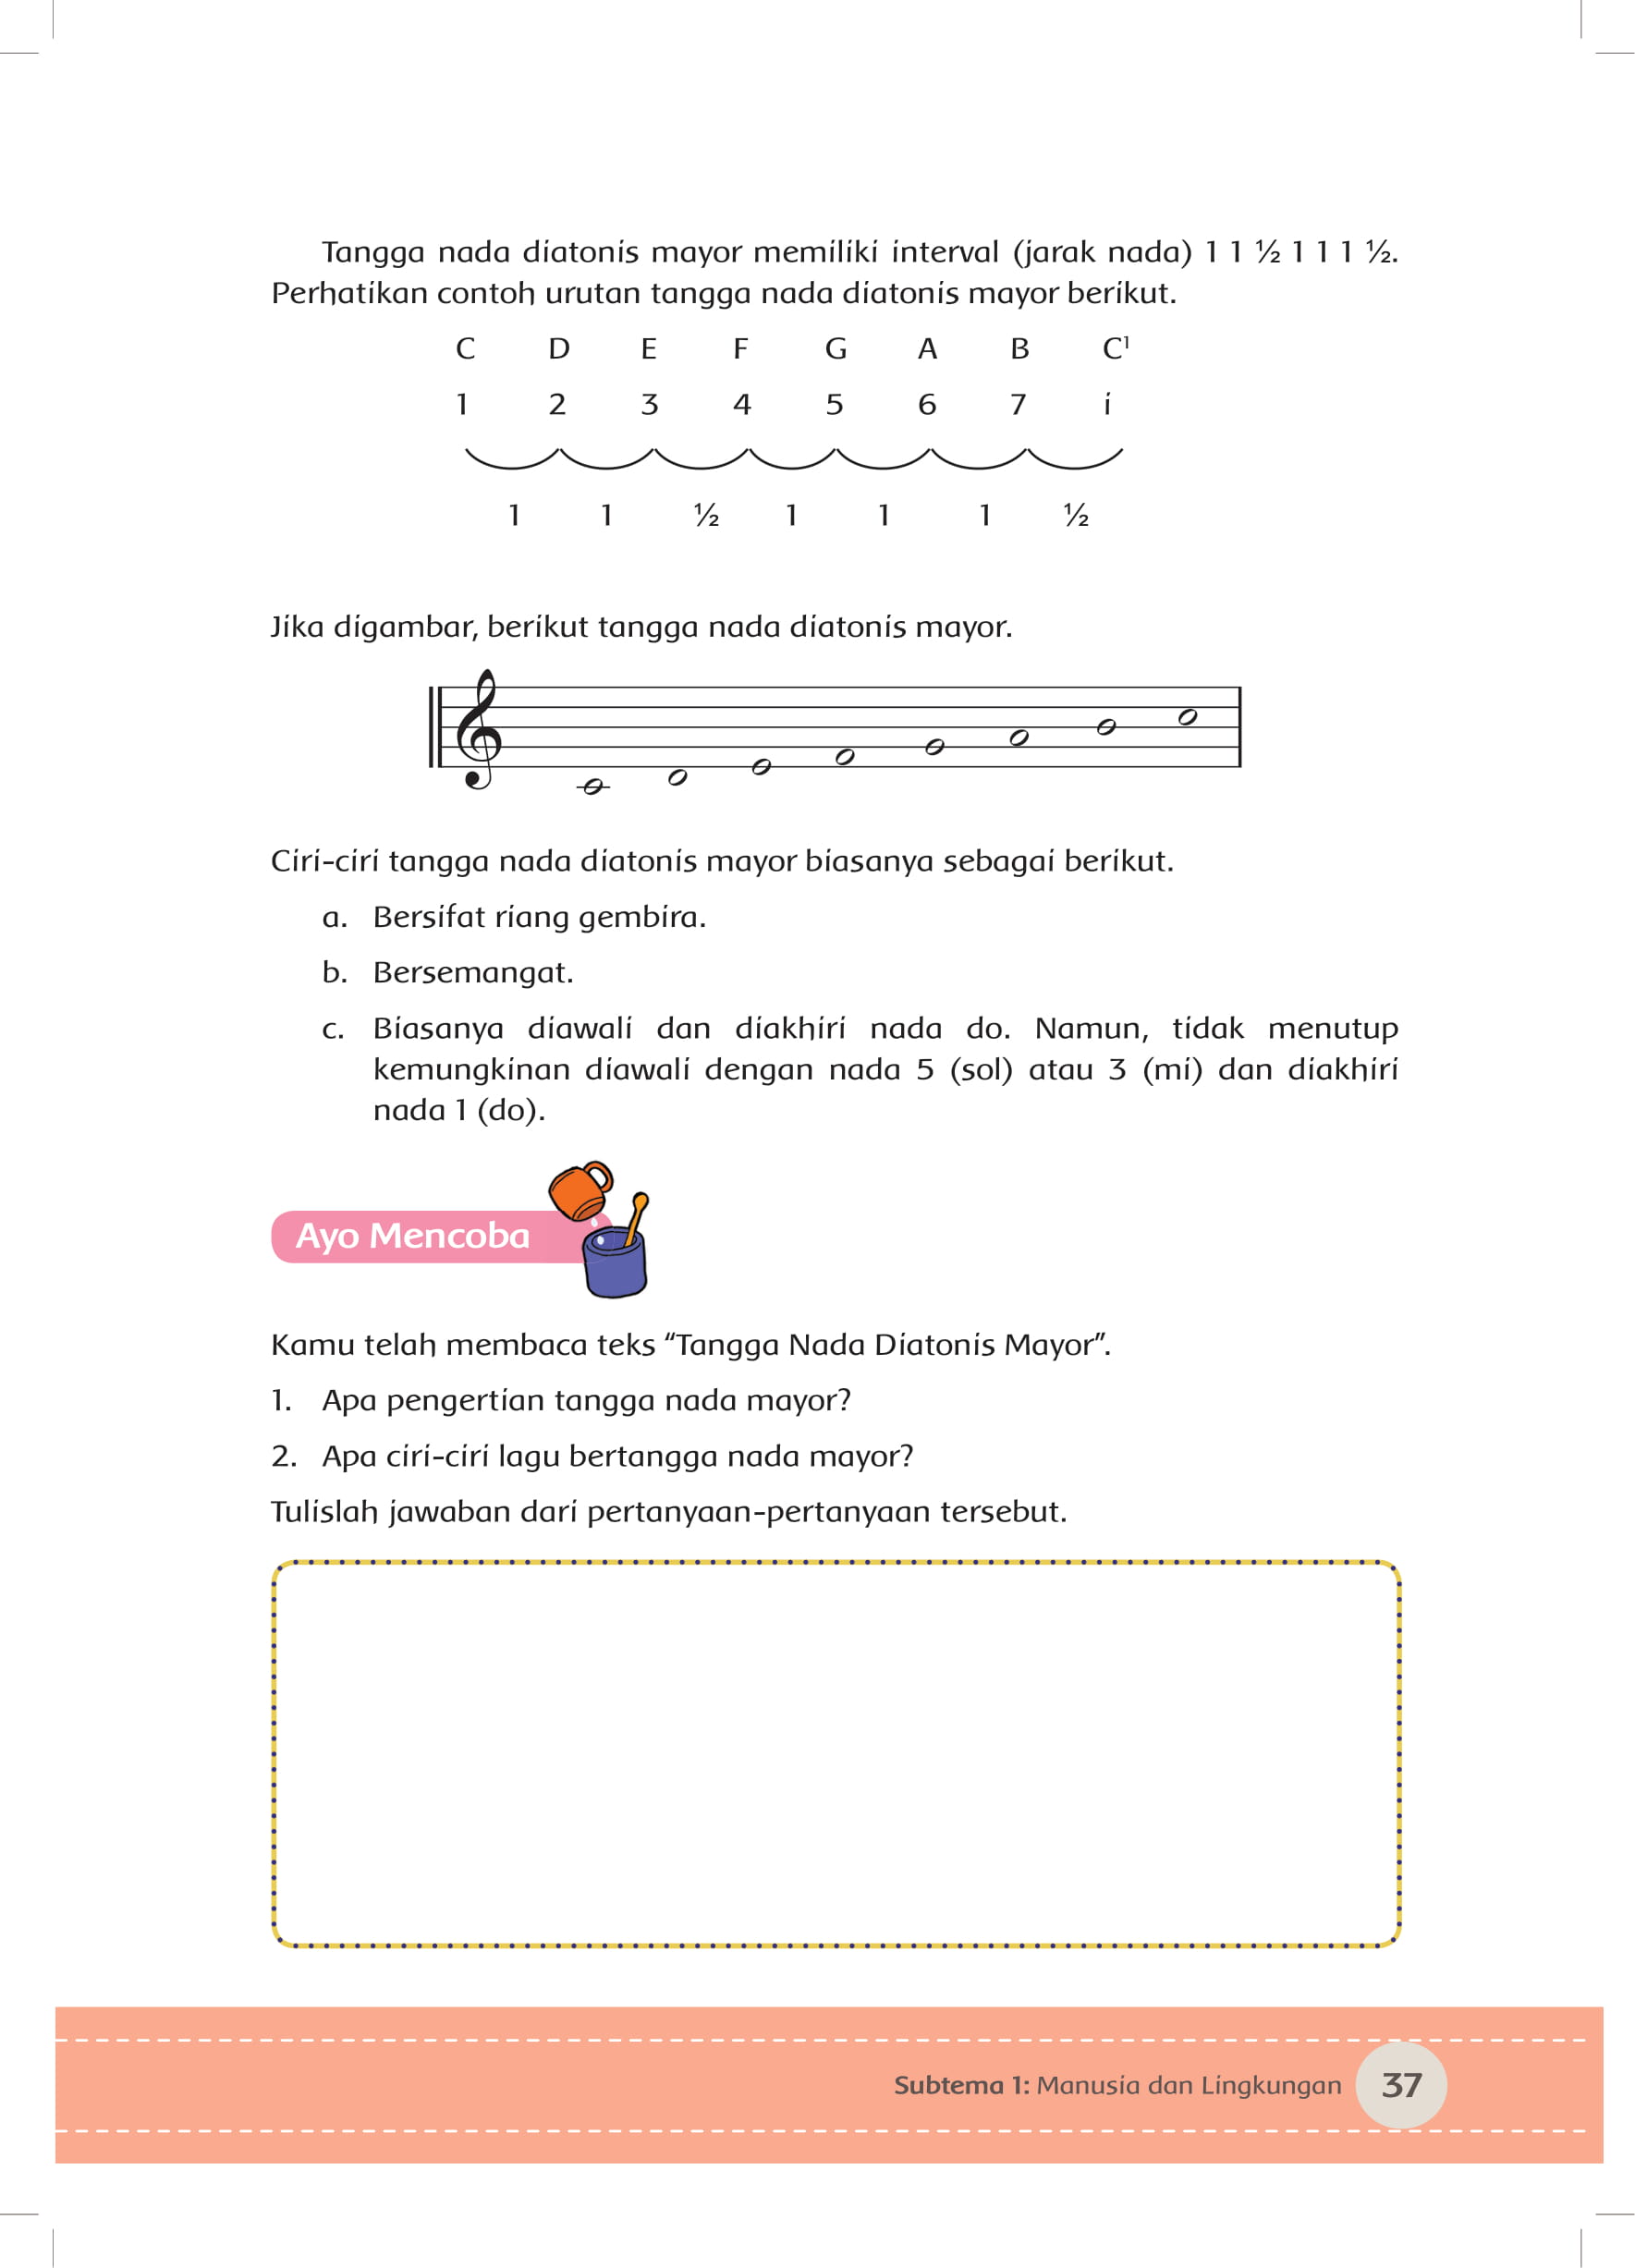 Tangga nada diatonis mayor memiliki interval (jarak nada) 1 1 ½ 1 1 1 ½.
Perhatikan contoh urutan tangga nada diatonis mayor berikut.
C D E F G A B C¹
1 2 3 4 5 6 7 i
1 1 ½ 1 1 1 ½
Jika digambar, berikut tangga nada diatonis mayor.
Ciri-ciri tangga nada diatonis mayor biasanya sebagai berikut.
a. Bersifat riang gembira.
b. Bersemangat.
c. Biasanya diawali dan diakhiri nada do. Namun, tidak menutup
kemungkinan diawali dengan nada 5 (sol) atau 3 (mi) dan diakhiri
nada 1 (do).
Ayo Mencoba
Kamu telah membaca teks “Tangga Nada Diatonis Mayor”.
1. Apa pengertian tangga nada mayor?
2. Apa ciri-ciri lagu bertangga nada mayor?
Tulislah jawaban dari pertanyaan-pertanyaan tersebut.
Subtema 1: Manusia dan Lingkungan 37